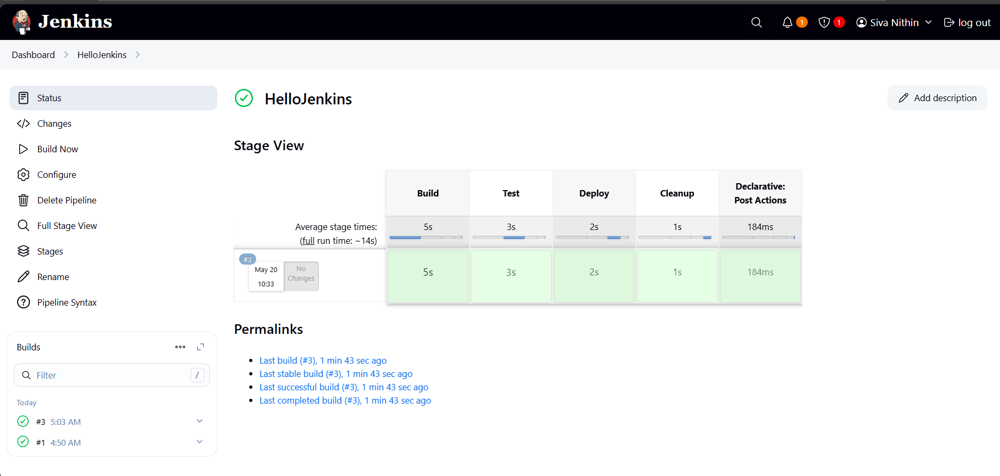 Jenkins
1
1
Siva Nithin
log out
Dashboard
HelloJenkins
Status
Changes
Build Now
Configure
Delete Pipeline
Full Stage View
Stages
Rename
Pipeline Syntax
Builds
Filter
/
Today
#3 5:03 AM
#1 4:50 AM
HelloJenkins
Add description
Stage View
Build
Test
Deploy
Cleanup
Declarative:
Post Actions
Average stage times:
(full run time: ~14s)
5s
3s
2s
1s
184ms
#3
May 20
10:33
No
Changes
5s
3s
2s
1s
184ms
Permalinks
Last build (#3), 1 min 43 sec ago
Last stable build (#3), 1 min 43 sec ago
Last successful build (#3), 1 min 43 sec ago
Last completed build (#3), 1 min 43 sec ago